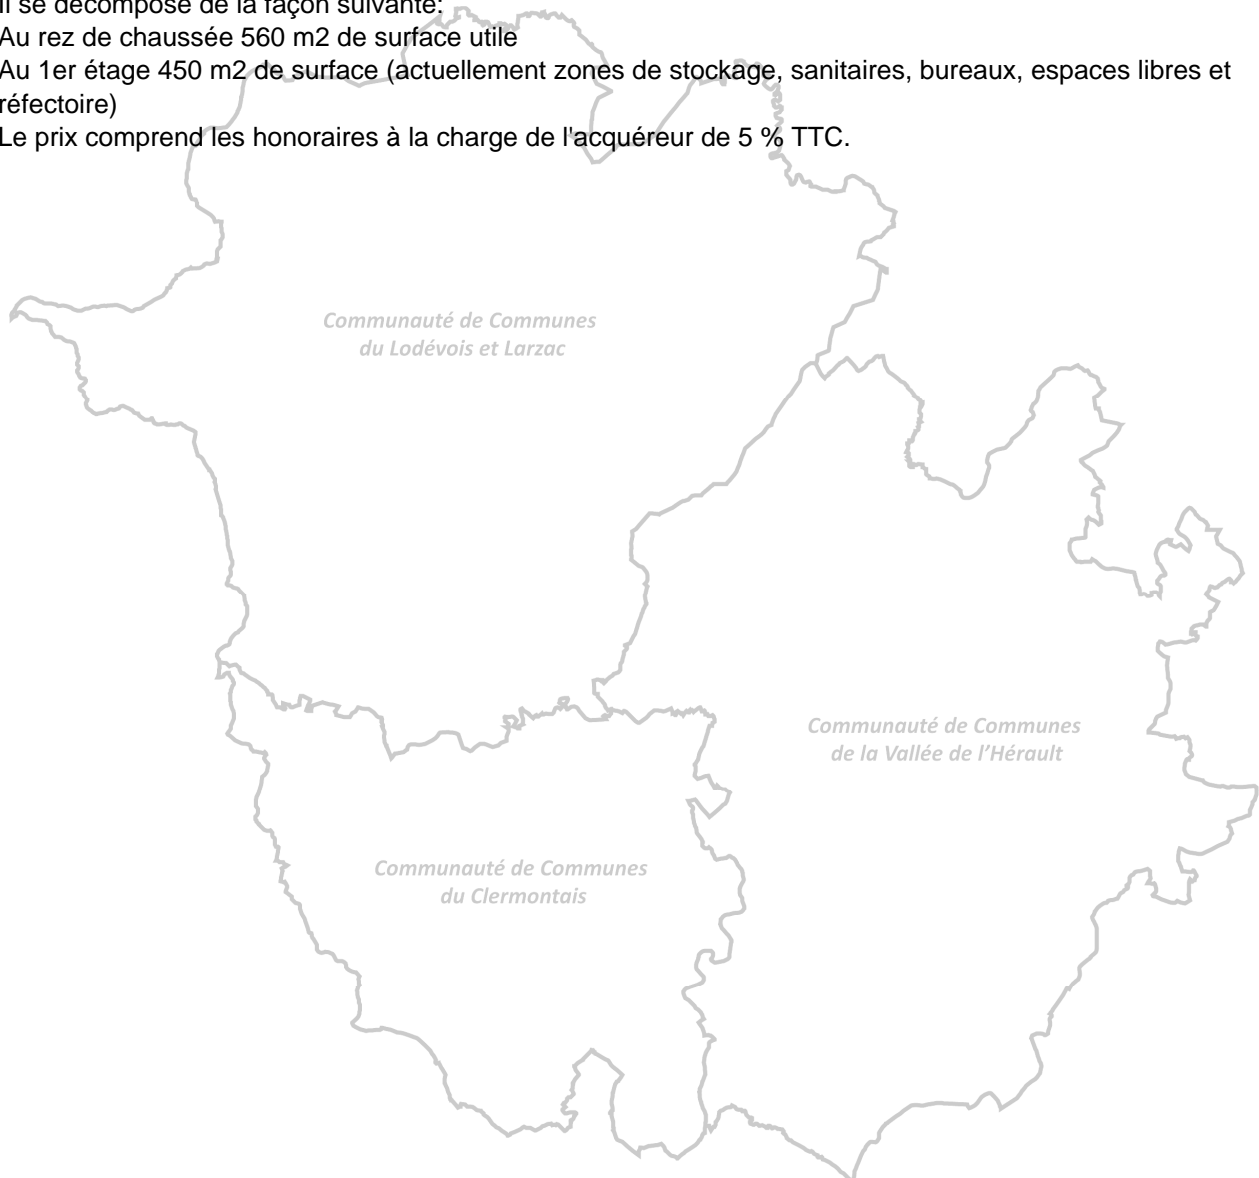 Il se décompose de la façon suivante:
Au rez de chaussée 560 m2 de surface utile
Au 1er étage 450 m2 de surface (actuellement zones de stockage, sanitaires, bureaux, espaces libres et
réfectoire)
Le prix comprend les honoraires à la charge de l'acquéreur de 5 % TTC.
Communauté de Communes
du Lodévois et Larzac
Communauté de Communes
de la Vallée de l’Hérault
Communauté de Communes
du Clermontais